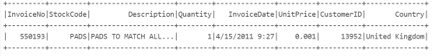 +---------+---------+--------------------+--------+--------------+---------+----------+--------------+
|InvoiceNo|StockCode|         Description|Quantity|   InvoiceDate|UnitPrice|CustomerID|       Country|
+---------+---------+--------------------+--------+--------------+---------+----------+--------------+
|   550193|     PADS|PADS TO MATCH ALL...|       1|4/15/2011 9:27|    0.001|     13952|United Kingdom|
+---------+---------+--------------------+--------+--------------+---------+----------+--------------+